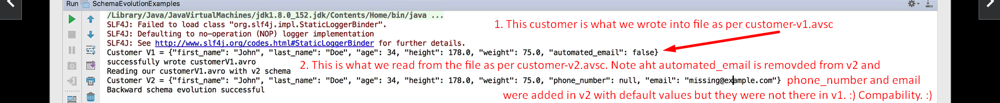 Run SchemaEvolutionExamples
/Library/Java/JavaVirtualMachines/jdk1.8.0_152.jdk/Contents/Home/bin/java ...
SLF4J: Failed to load class "org.slf4j.impl.StaticLoggerBinder".
1. This customer is what we wrote into file as per customer-v1.avsc
SLF4J: Defaulting to no-operation (NOP) logger implementation
SLF4J: See http://www.slf4j.org/codes.html#StaticLoggerBinder for further details.
Customer V1 = {"first_name": "John", "last_name": "Doe", "age": 34, "height": 178.0, "weight": 75.0, "automated_email": false}
successfully wrote customerV1.avro
2. This is what we read from the file as per customer-v2.avsc. Note aht automated_email is removded from v2 and
Reading our customerV1.avro with v2 schema
Customer V2 = {"first_name": "John", "last_name": "Doe", "age": 34, "height": 178.0, "weight": 75.0, "phone_number": null, "email": "missing@example.com"}
phone_number and email
Backward schema evolution successful
were added in v2 with default values but they were not there in v1. :) Compability. :)